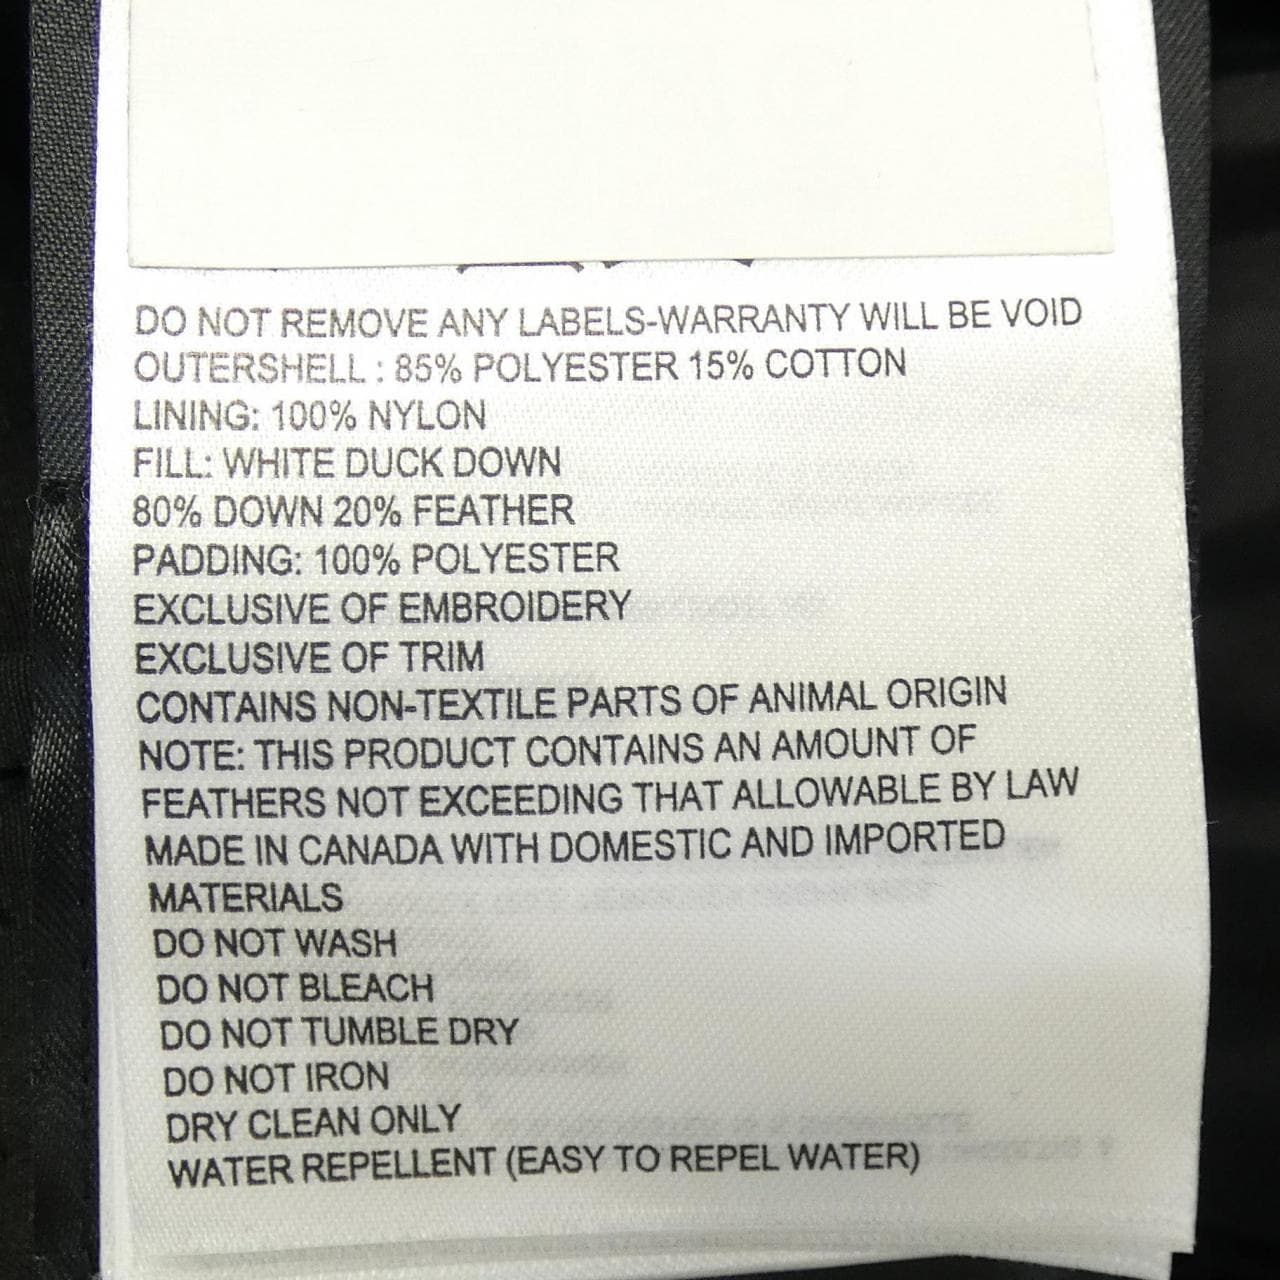 DO NOT REMOVE ANY LABELS-WARRANTY WILL BE VOID
OUTERSHELL : 85% POLYESTER 15% COTTON
LINING: 100% NYLON
FILL: WHITE DUCK DOWN
80% DOWN 20% FEATHER
PADDING: 100% POLYESTER
EXCLUSIVE OF EMBROIDERY
EXCLUSIVE OF TRIM
CONTAINS NON-TEXTILE PARTS OF ANIMAL ORIGIN
NOTE: THIS PRODUCT CONTAINS AN AMOUNT OF
FEATHERS NOT EXCEEDING THAT ALLOWABLE BY LAW
MADE IN CANADA WITH DOMESTIC AND IMPORTED
MATERIALS
DO NOT WASH
DO NOT BLEACH
DO NOT TUMBLE DRY
DO NOT IRON
DRY CLEAN ONLY
WATER REPELLENT (EASY TO REPEL WATER)